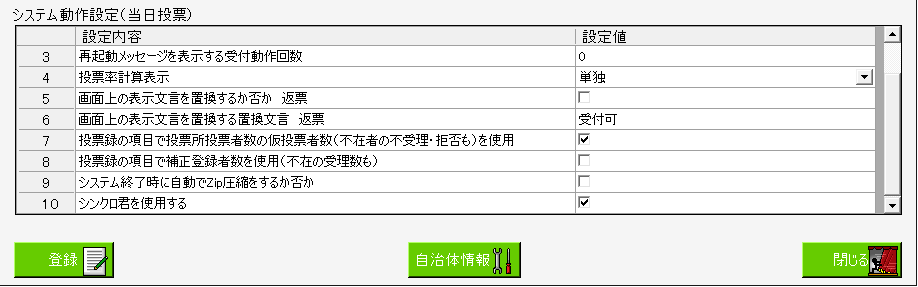 システム動作設定(当日投票)
設定内容 設定値
3 再起動メッセージを表示する受付動作回数 0
4 投票率計算表示 単独
5 画面上の表示文言を置換するか否か 返票
6 画面上の表示文言を置換する置換文言 返票 受付可
7 投票録の項目で投票所投票者数の仮投票者数(不在者の不受理・拒否も)を使用
8 投票録の項目で補正登録者数を使用(不在の受理数も)
9 システム終了時に自動でZip圧縮をするか否か
10 シンクロ君を使用する
登録 自治体情報 閉じる